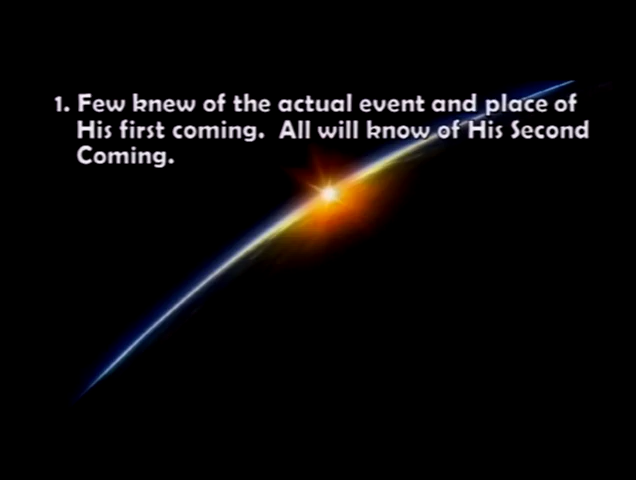 1. Few knew of the actual event and place of
His first coming.  All will know of His Second
Coming.